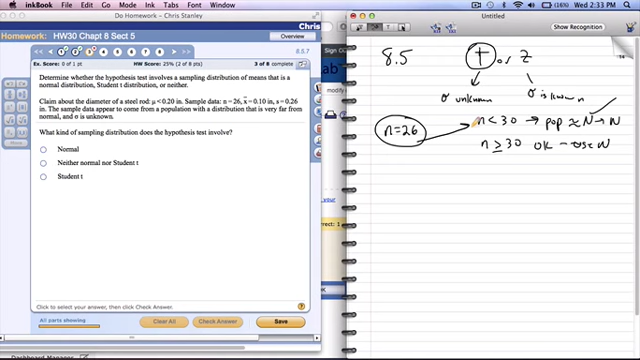 inkBook File Edit Go Note Format Window Help
(16%) Wed 2:33 PM
Do Homework - Chris Stanley
Untitled
Show Recognition
Chris
HW30 Chapt 8 Sect 5
Overview
8.5.7
Ex. Score: 0 of 1 pt
HW Score: 25% (2 of 8 pts)
3 of 8 complete
Determine whether the hypothesis test involves a sampling distribution of means that is a
normal distribution, Student t distribution, or neither.
Claim about the diameter of a steel rod: μ < 0.20 in. Sample data: n = 26, x̄ = 0.10 in, s = 0.26
in. The sample data appear to come from a population with a distribution that is very far from
normal, and σ is unknown.
What kind of sampling distribution does the hypothesis test involve?
Normal
Neither normal nor Student t
Student t
Click to select your answer, then click Check Answer.
All parts showing
Clear All
Check Answer
Save
8.5 t or z
σ unknown σ is known
n=26
n < 30 → pop ≈ N → N
n ≥ 30 OK - use N